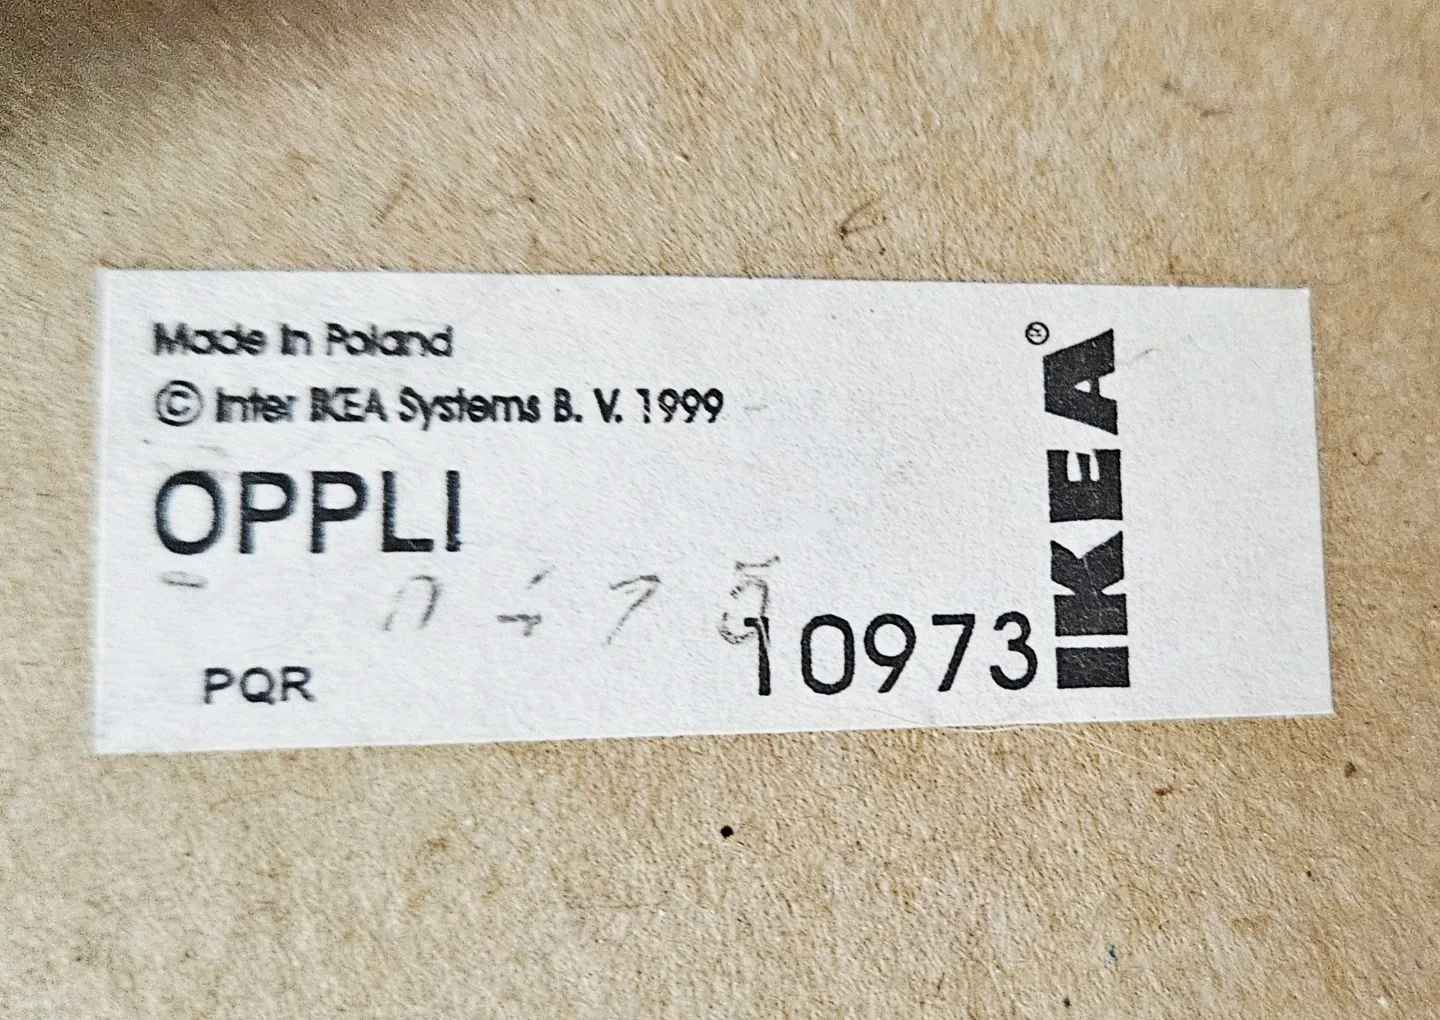 Made in Poland
© Inter IKEA Systems B. V. 1999
OPPLI
PQR
10973
IKEA®